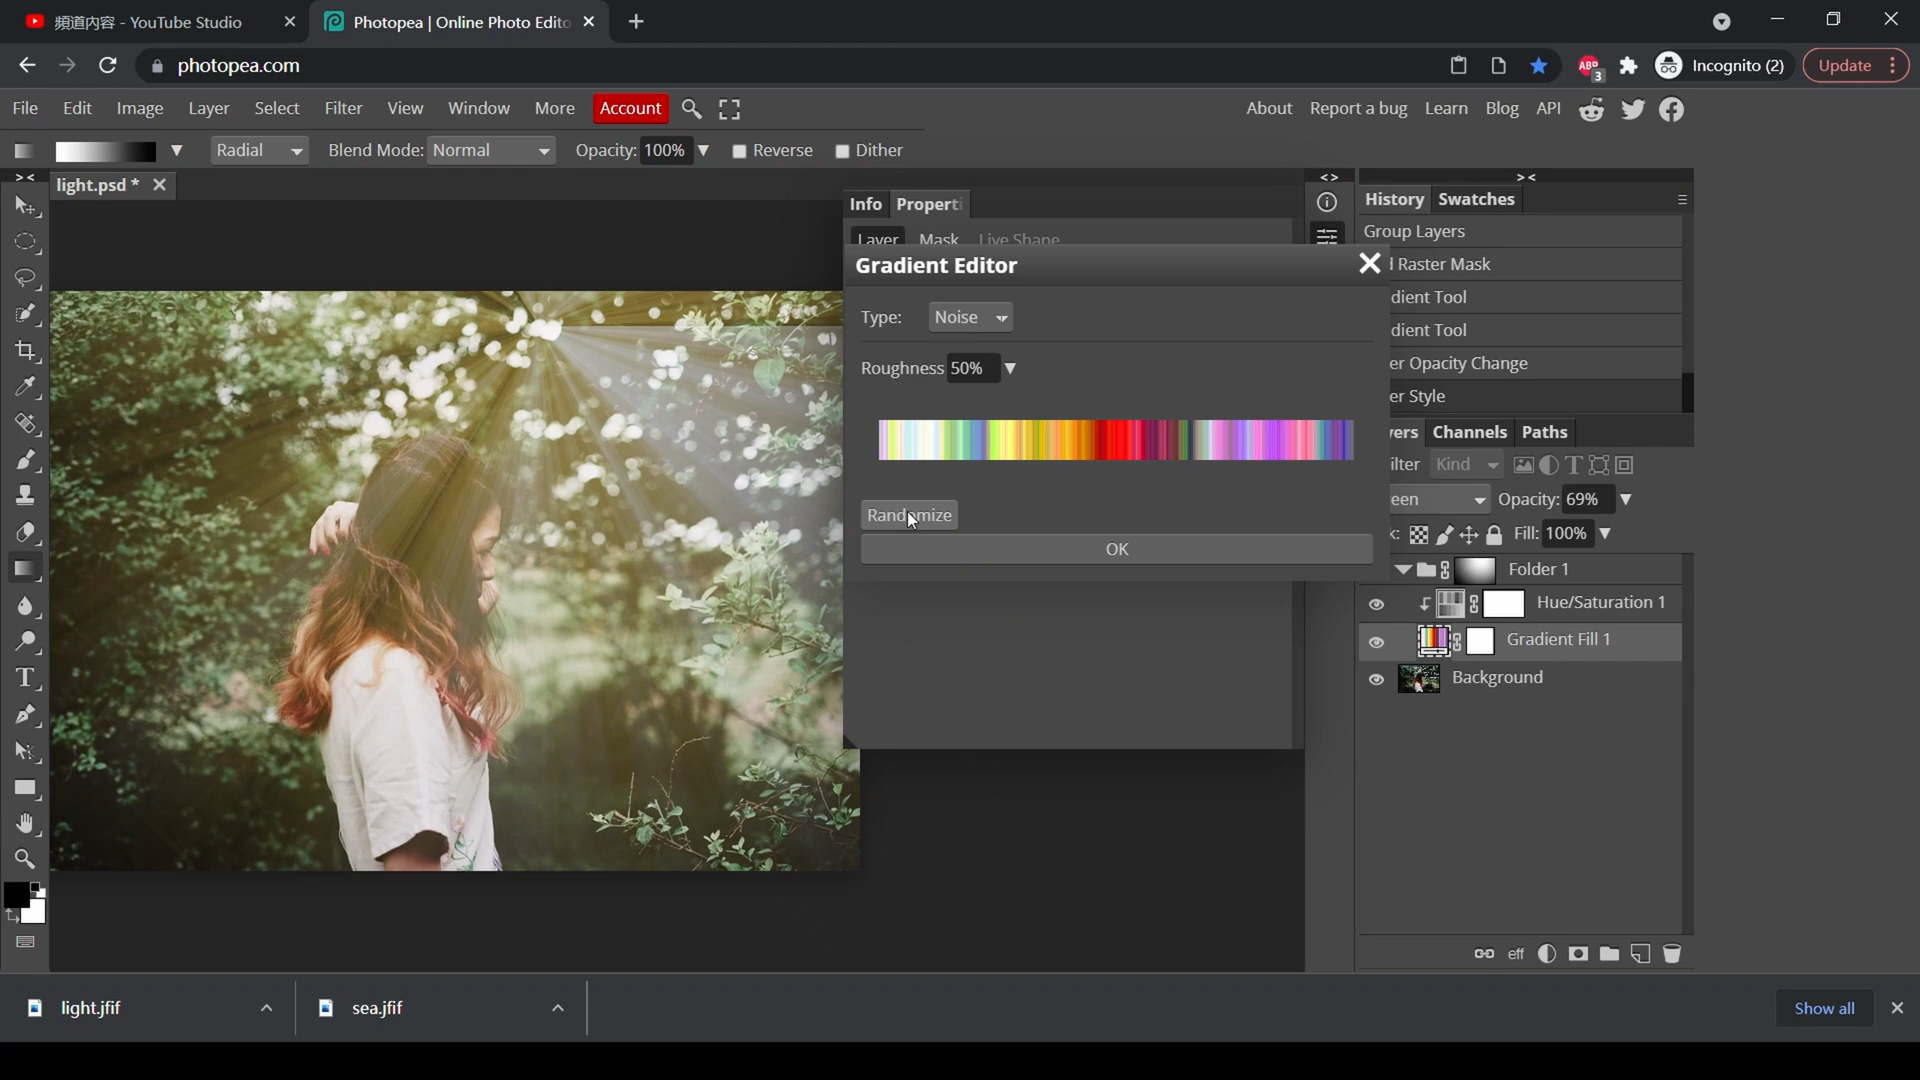 頻道內容 - YouTube Studio
Photopea | Online Photo Edito
photopea.com
ABP
3
Incognito (2)
Update
File Edit Image Layer Select Filter View Window More Account
About Report a bug Learn Blog API
Radial Blend Mode: Normal Opacity: 100% Reverse Dither
light.psd *
Info Properti
Layer Mask Live Shape
Gradient Editor
Type: Noise
Roughness 50%
Randomize
OK
History Swatches
Group Layers
d Raster Mask
dient Tool
dient Tool
er Opacity Change
er Style
yers Channels Paths
ilter Kind
een Opacity: 69%
k: Fill: 100%
Folder 1
Hue/Saturation 1
Gradient Fill 1
Background
eff
light.jfif
sea.jfif
Show all